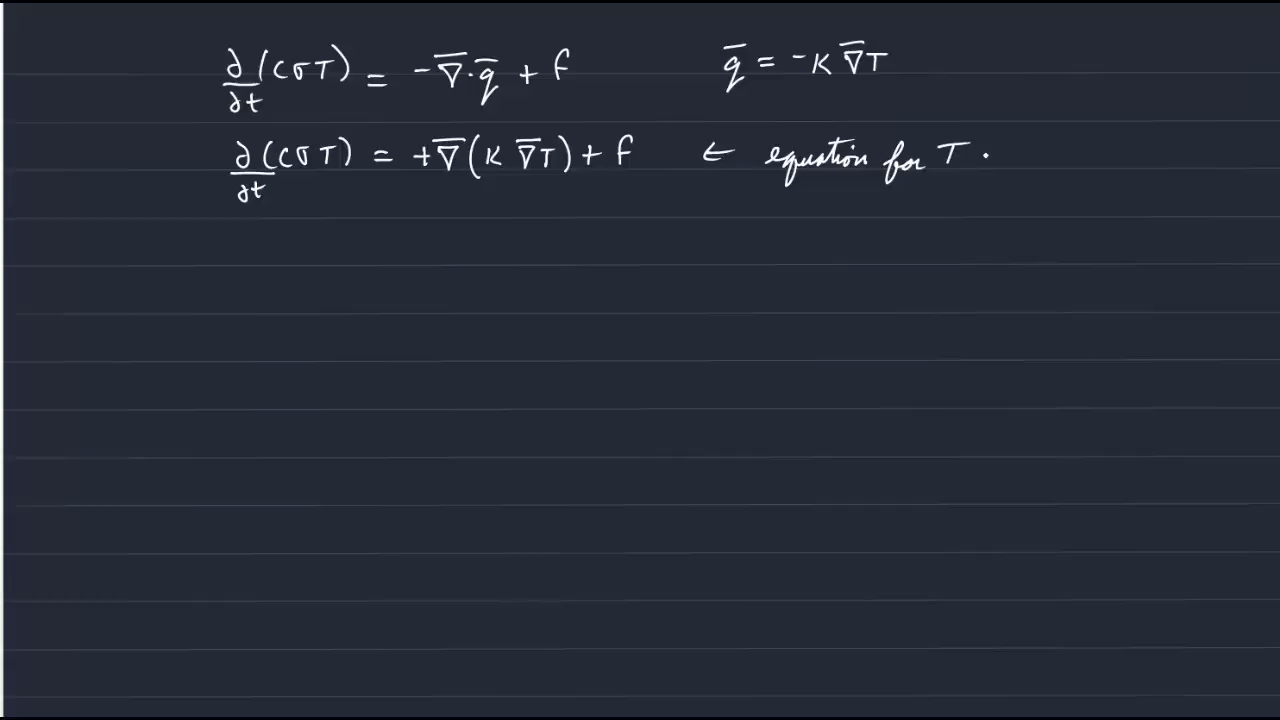 ∂/∂t (cσT) = -∇̄·q̄ + f     q̄ = -κ ∇̄T
∂/∂t (cσT) = +∇̄(κ ∇̄T) + f ← equation for T.